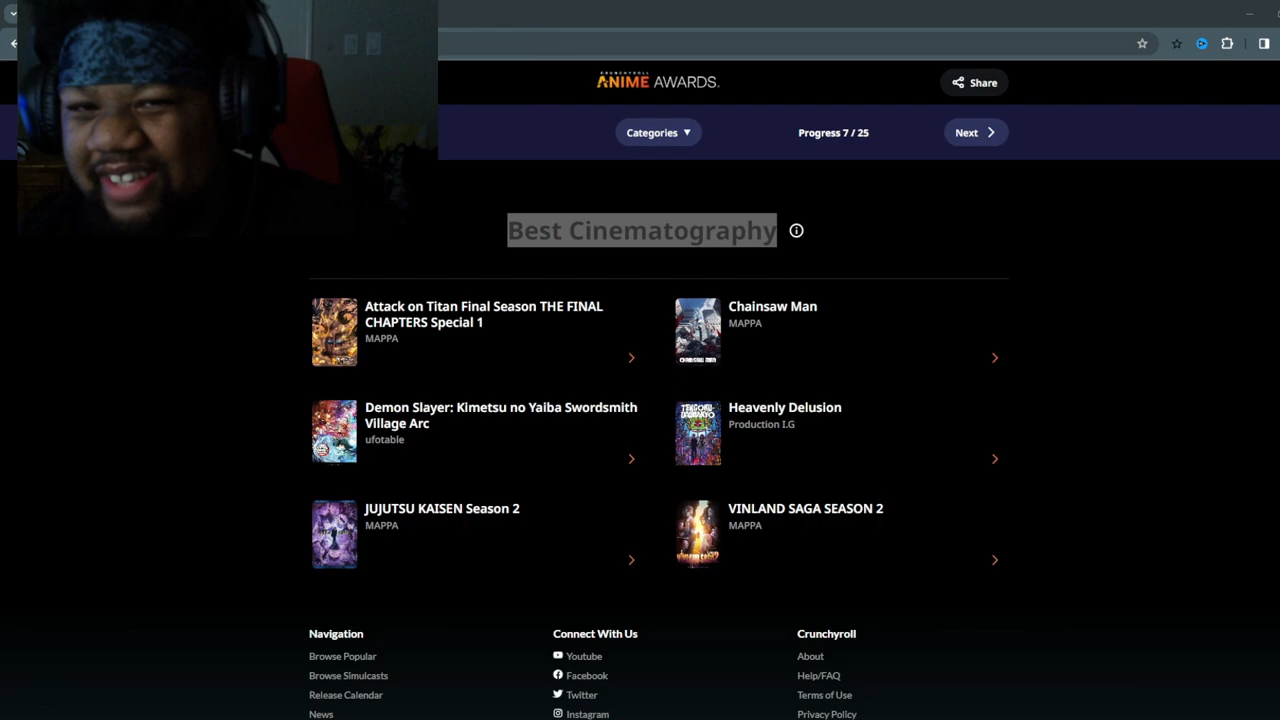 CRUNCHYROLL
ANIME AWARDS.
Share
Categories ▼
Progress 7 / 25
Next
Best Cinematography
Attack on Titan Final Season THE FINAL
CHAPTERS Special 1
MAPPA
Chainsaw Man
MAPPA
CHAINSAW MAN
Demon Slayer: Kimetsu no Yaiba Swordsmith
Village Arc
ufotable
Heavenly Delusion
Production I.G
JUJUTSU KAISEN Season 2
MAPPA
VINLAND SAGA SEASON 2
MAPPA
Navigation
Browse Popular
Browse Simulcasts
Release Calendar
News
Connect With Us
Youtube
Facebook
Twitter
Instagram
Crunchyroll
About
Help/FAQ
Terms of Use
Privacy Policy